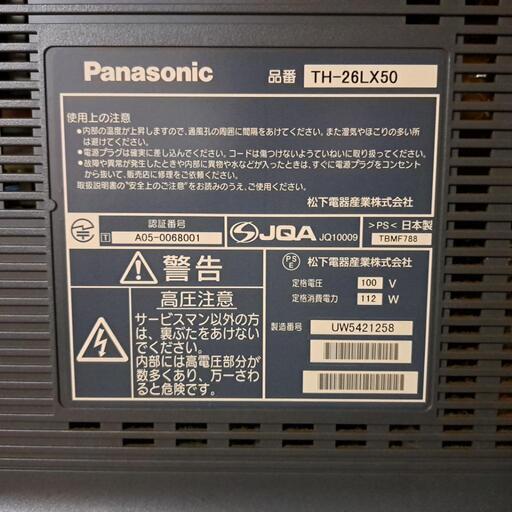 Panasonic
品番 TH-26LX50
使用上の注意
●内部の温度が上昇しますので、通風孔の周囲に間隔をあけてください。また湿気やほこりの多い所
は避けてください。
●電源プラグは確実に差し込んでください。コードは傷つけないようていねいに取り扱ってください。
●故障や異常が発生したときや内部に異物や水などが入ったときは、すぐに電源プラグをコンセント
から抜いて、販売店に修理をご依頼ください。
取扱説明書の"安全上のご注意"をお読みのうえ、ご使用ください。
松下電器産業株式会社
認証番号
T A05-0068001
JQA JQ10009
>PS< 日本製
TBMF788
警告
高圧注意
サービスマン以外の方
は、裏ぶたをあけない
でください。
内部には高電圧部分が
数多くあり、万一さわ
ると危険です。
PSE 松下電器産業株式会社
定格電圧 100 V
定格消費電力 112 W
製造番号 UW5421258